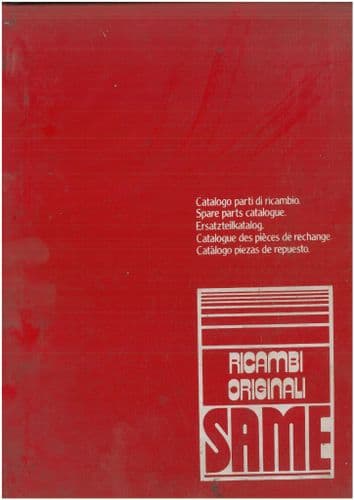 Catalogo parti di ricambio.
Spare parts catalogue.
Ersatzteilkatalog.
Catalogue des pièces de rechange.
Catàlogo piezas de repuesto.
RICAMBI
ORIGINALI
SAME